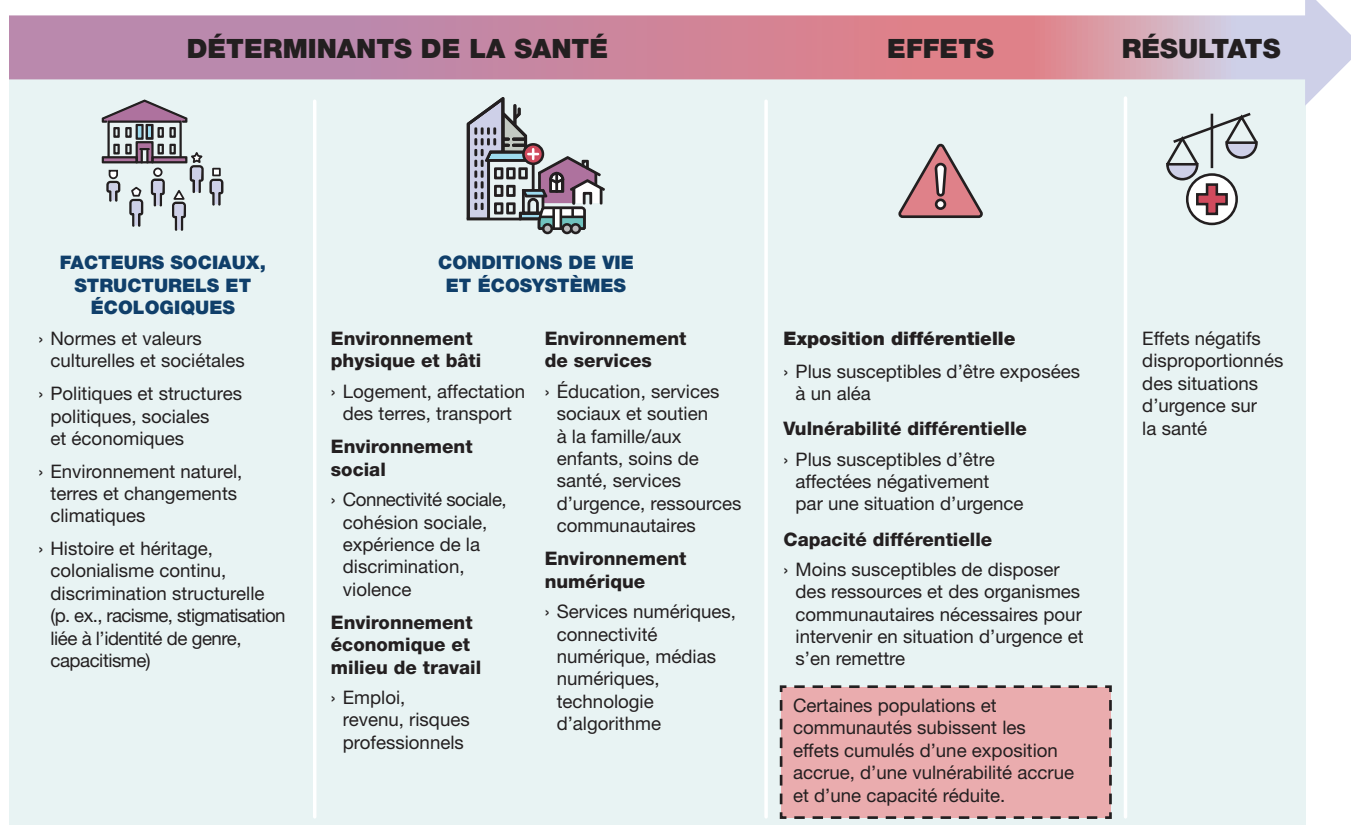 DÉTERMINANTS DE LA SANTÉ
EFFETS
RÉSULTATS
FACTEURS SOCIAUX,
STRUCTURELS ET
ÉCOLOGIQUES
› Normes et valeurs
culturelles et sociétales
› Politiques et structures
politiques, sociales
et économiques
› Environnement naturel,
terres et changements
climatiques
› Histoire et héritage,
colonialisme continu,
discrimination structurelle
(p. ex., racisme, stigmatisation
liée à l’identité de genre,
capacitisme)
CONDITIONS DE VIE
ET ÉCOSYSTÈMES
Environnement
physique et bâti
› Logement, affectation
des terres, transport
Environnement
social
› Connectivité sociale,
cohésion sociale,
expérience de la
discrimination,
violence
Environnement
économique et
milieu de travail
› Emploi,
revenu, risques
professionnels
Environnement
de services
› Éducation, services
sociaux et soutien
à la famille/aux
enfants, soins de
santé, services
d’urgence, ressources
communautaires
Environnement
numérique
› Services numériques,
connectivité
numérique, médias
numériques,
technologie
d’algorithme
Exposition différentielle
› Plus susceptibles d’être exposées
à un aléa
Vulnérabilité différentielle
› Plus susceptibles d’être
affectées négativement
par une situation d’urgence
Capacité différentielle
› Moins susceptibles de disposer
des ressources et des organismes
communautaires nécessaires pour
intervenir en situation d’urgence et
s’en remettre
Certaines populations et
communautés subissent les
effets cumulés d’une exposition
accrue, d’une vulnérabilité accrue
et d’une capacité réduite.
Effets négatifs
disproportionnés
des situations
d’urgence sur
la santé